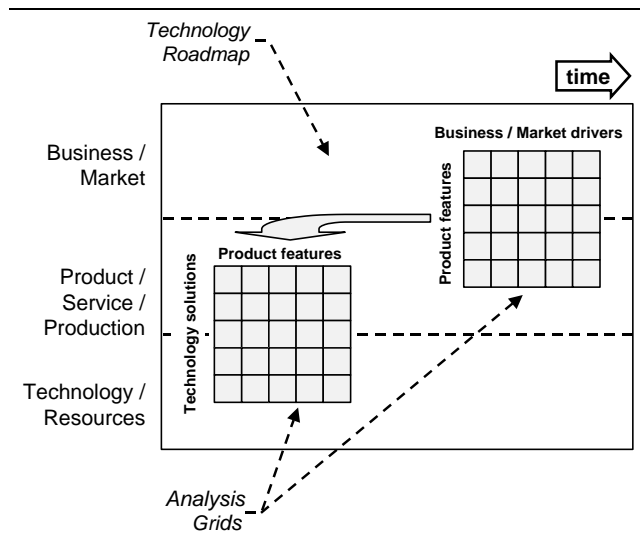 Technology
Roadmap
time
Business / Market drivers
Product features
Business /
Market
Product features
Technology solutions
Product /
Service /
Production
Technology /
Resources
Analysis
Grids